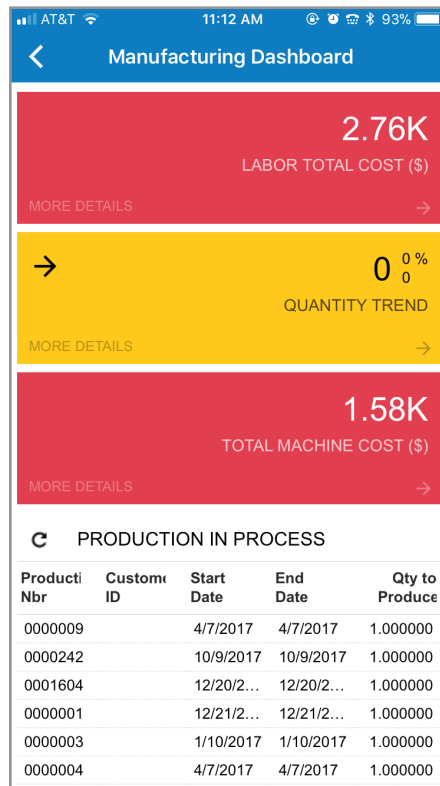 AT&T 11:12 AM 93%
Manufacturing Dashboard
2.76K
LABOR TOTAL COST ($)
MORE DETAILS
0 0 %
0
QUANTITY TREND
MORE DETAILS
1.58K
TOTAL MACHINE COST ($)
MORE DETAILS
PRODUCTION IN PROCESS
Producti Custome Start End Qty to
Nbr ID Date Date Produce
0000009 4/7/2017 4/7/2017 1.000000
0000242 10/9/2017 10/9/2017 1.000000
0001604 12/20/2... 12/20/2... 1.000000
0000001 12/21/2... 12/21/2... 1.000000
0000003 1/10/2017 1/10/2017 1.000000
0000004 4/7/2017 4/7/2017 1.000000